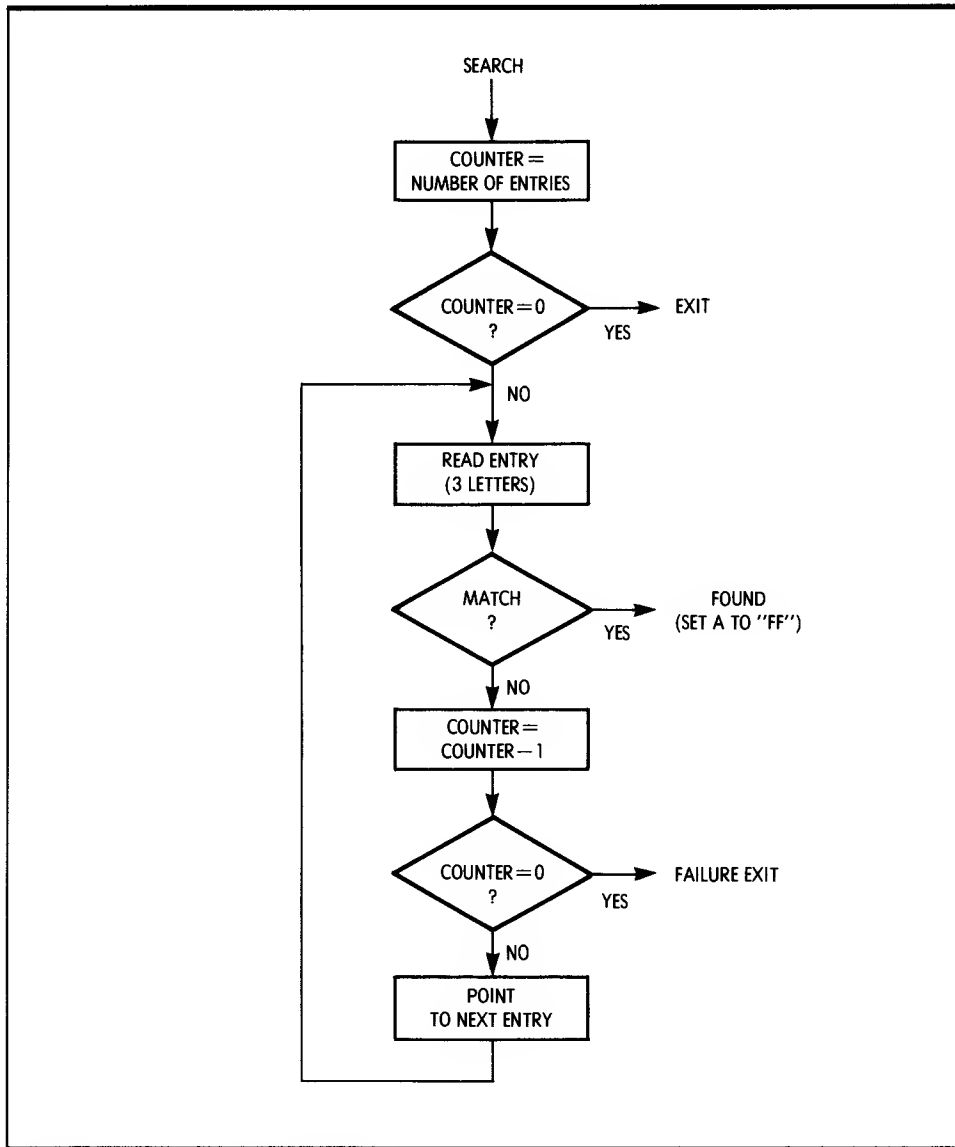 SEARCH
COUNTER =
NUMBER OF ENTRIES
COUNTER = 0
?
YES
EXIT
NO
READ ENTRY
(3 LETTERS)
MATCH
?
YES
FOUND
(SET A TO "FF")
NO
COUNTER =
COUNTER − 1
COUNTER = 0
?
YES
FAILURE EXIT
NO
POINT
TO NEXT ENTRY